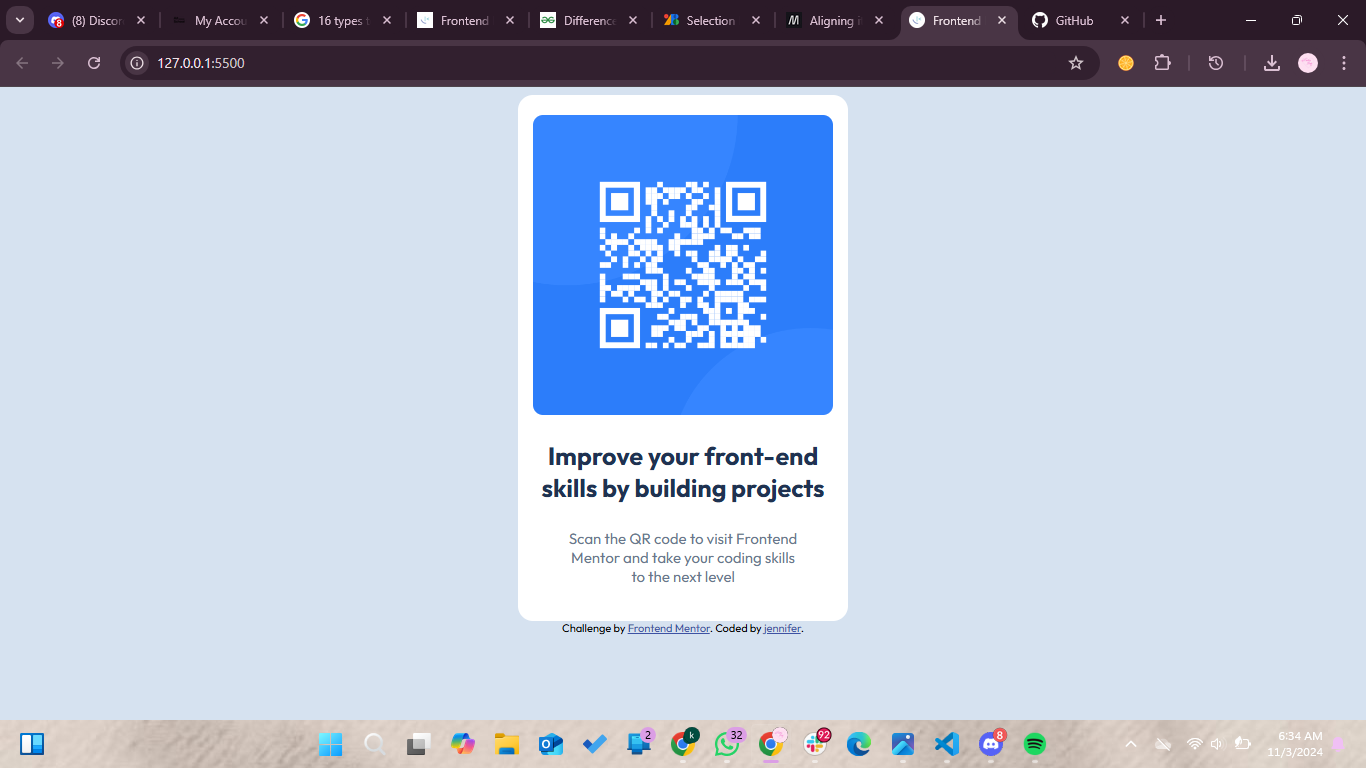 (8) Discor
My Accou
16 types t
Frontend
Difference
Selection
Aligning i
Frontend
GitHub
127.0.0.1:5500
Improve your front-end
skills by building projects
Scan the QR code to visit Frontend
Mentor and take your coding skills
to the next level
Challenge by Frontend Mentor. Coded by jennifer.
2
k
32
92
8
6:34 AM
11/3/2024